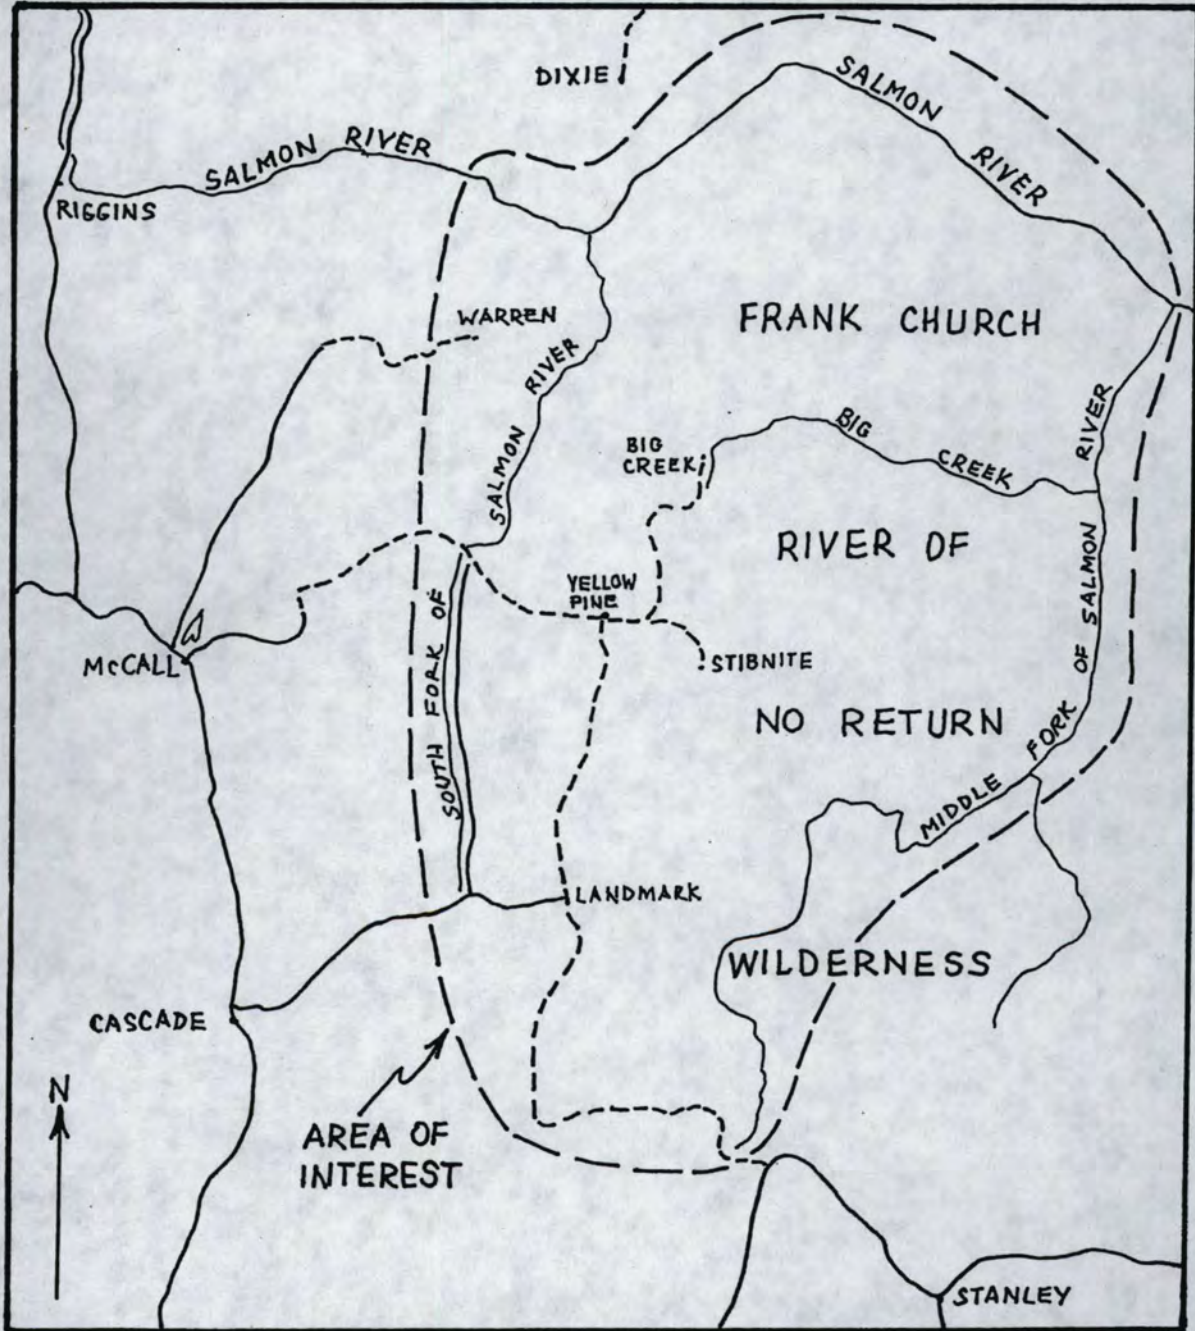 DIXIE
SALMON RIVER
SALMON RIVER
RIGGINS
WARREN
FRANK CHURCH
SOUTH FORK OF SALMON RIVER
BIG CREEK
BIG CREEK
RIVER OF
MIDDLE FORK OF SALMON RIVER
YELLOW
PINE
McCALL
STIBNITE
NO RETURN
LANDMARK
WILDERNESS
CASCADE
N
AREA OF
INTEREST
STANLEY